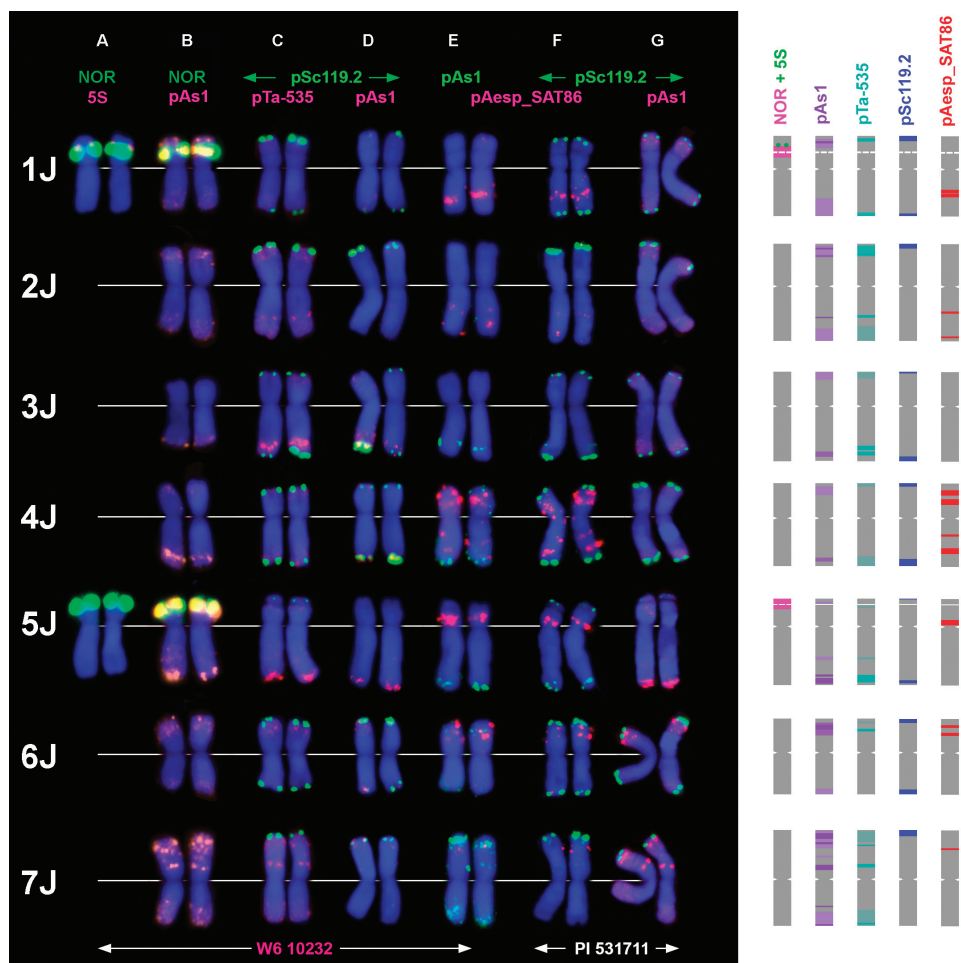 A B C D E F G
NOR NOR pSc119.2 pAs1 pSc119.2
5S pAs1 pTa-535 pAs1 pAesp_SAT86 pAs1
NOR + 5S
pAs1
pTa-535
pSc119.2
pAesp_SAT86
1J
2J
3J
4J
5J
6J
7J
W6 10232 PI 531711